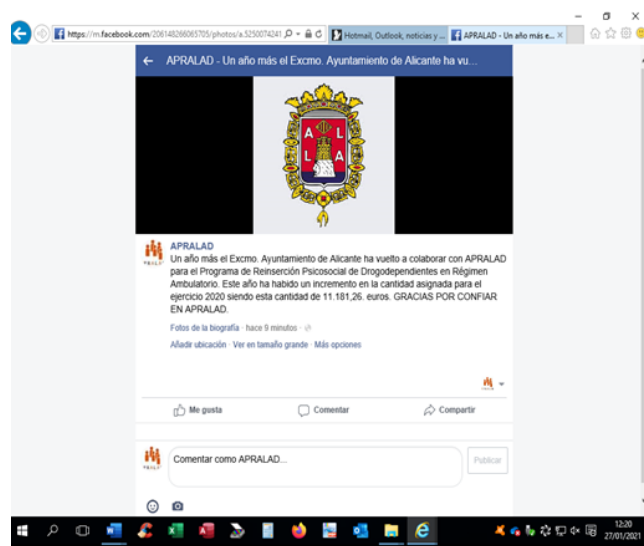 https://m.facebook.com/206148266065705/photos/a.5250074241
Hotmail, Outlook, noticias y ...
APRALAD - Un año más e...
APRALAD - Un año más el Excmo. Ayuntamiento de Alicante ha vu...
A L
L A
APRALAD
Un año más el Excmo. Ayuntamiento de Alicante ha vuelto a colaborar con APRALAD
para el Programa de Reinserción Psicosocial de Drogodependientes en Régimen
Ambulatorio. Este año ha habido un incremento en la cantidad asignada para el
ejercicio 2020 siendo esta cantidad de 11.181,26. euros. GRACIAS POR CONFIAR
EN APRALAD.
Fotos de la biografía · hace 9 minutos ·
Añadir ubicación · Ver en tamaño grande · Más opciones
Me gusta
Comentar
Compartir
Comentar como APRALAD...
Publicar
12:20
27/01/2021